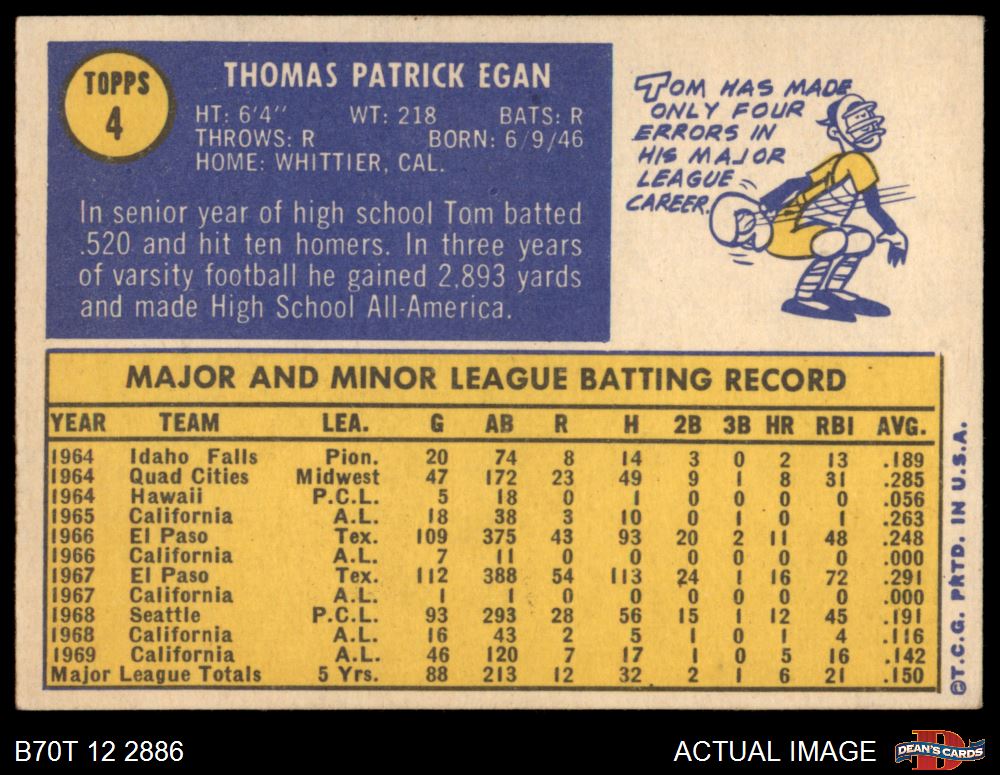 TOPPS
4
THOMAS PATRICK EGAN
HT: 6'4" WT: 218 BATS: R
THROWS: R BORN: 6/9/46
HOME: WHITTIER, CAL.
In senior year of high school Tom batted
.520 and hit ten homers. In three years
of varsity football he gained 2,893 yards
and made High School All-America.
TOM HAS MADE
ONLY FOUR
ERRORS IN
HIS MAJOR
LEAGUE
CAREER.
MAJOR AND MINOR LEAGUE BATTING RECORD
YEAR TEAM LEA. G AB R H 2B 3B HR RBI AVG.
1964 Idaho Falls Pion. 20 74 8 14 3 0 2 13 .189
1964 Quad Cities Midwest 47 172 23 49 9 1 8 31 .285
1964 Hawaii P.C.L. 5 18 0 1 0 0 0 0 .056
1965 California A.L. 18 38 3 10 0 1 0 1 .263
1966 El Paso Tex. 109 375 43 93 20 2 11 48 .248
1966 California A.L. 7 11 0 0 0 0 0 0 .000
1967 El Paso Tex. 112 388 54 113 24 1 16 72 .291
1967 California A.L. 1 1 0 0 0 0 0 0 .000
1968 Seattle P.C.L. 93 293 28 56 15 1 12 45 .191
1968 California A.L. 16 43 2 5 1 0 1 4 .116
1969 California A.L. 46 120 7 17 1 0 5 16 .142
Major League Totals 5 Yrs. 88 213 12 32 2 1 6 21 .150
©T.C.G. PRTD. IN U.S.A.
B70T 12 2886
ACTUAL IMAGE
DEAN'S CARDS